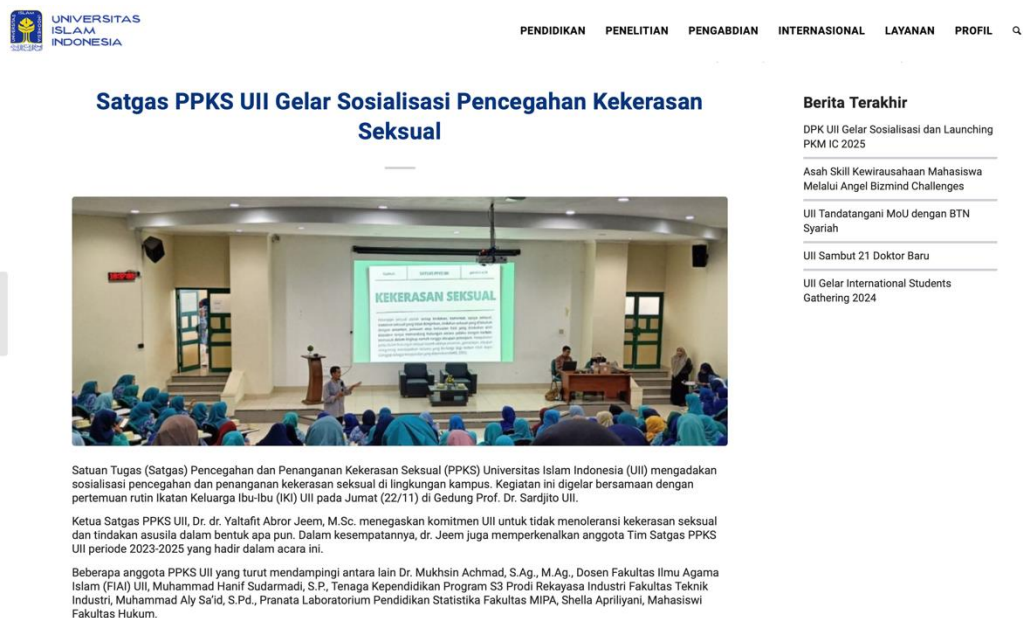 UNIVERSITAS
ISLAM
INDONESIA
PENDIDIKAN PENELITIAN PENGABDIAN INTERNASIONAL LAYANAN PROFIL
Satgas PPKS UII Gelar Sosialisasi Pencegahan Kekerasan
Seksual
KEKERASAN SEKSUAL
Satuan Tugas (Satgas) Pencegahan dan Penanganan Kekerasan Seksual (PPKS) Universitas Islam Indonesia (UII) mengadakan
sosialisasi pencegahan dan penanganan kekerasan seksual di lingkungan kampus. Kegiatan ini digelar bersamaan dengan
pertemuan rutin Ikatan Keluarga Ibu-Ibu (IKI) UII pada Jumat (22/11) di Gedung Prof. Dr. Sardjito UII.
Ketua Satgas PPKS UII, Dr. dr. Yaltafit Abror Jeem, M.Sc. menegaskan komitmen UII untuk tidak menoleransi kekerasan seksual
dan tindakan asusila dalam bentuk apa pun. Dalam kesempatannya, dr. Jeem juga memperkenalkan anggota Tim Satgas PPKS
UII periode 2023-2025 yang hadir dalam acara ini.
Beberapa anggota PPKS UII yang turut mendampingi antara lain Dr. Mukhsin Achmad, S.Ag., M.Ag., Dosen Fakultas Ilmu Agama
Islam (FIAI) UII, Muhammad Hanif Sudarmadi, S.P., Tenaga Kependidikan Program S3 Prodi Rekayasa Industri Fakultas Teknik
Industri, Muhammad Aly Sa'id, S.Pd., Pranata Laboratorium Pendidikan Statistika Fakultas MIPA, Shella Apriliyani, Mahasiswi
Fakultas Hukum.
Berita Terakhir
DPK UII Gelar Sosialisasi dan Launching
PKM IC 2025
Asah Skill Kewirausahaan Mahasiswa
Melalui Angel Bizmind Challenges
UII Tandatangani MoU dengan BTN
Syariah
UII Sambut 21 Doktor Baru
UII Gelar International Students
Gathering 2024